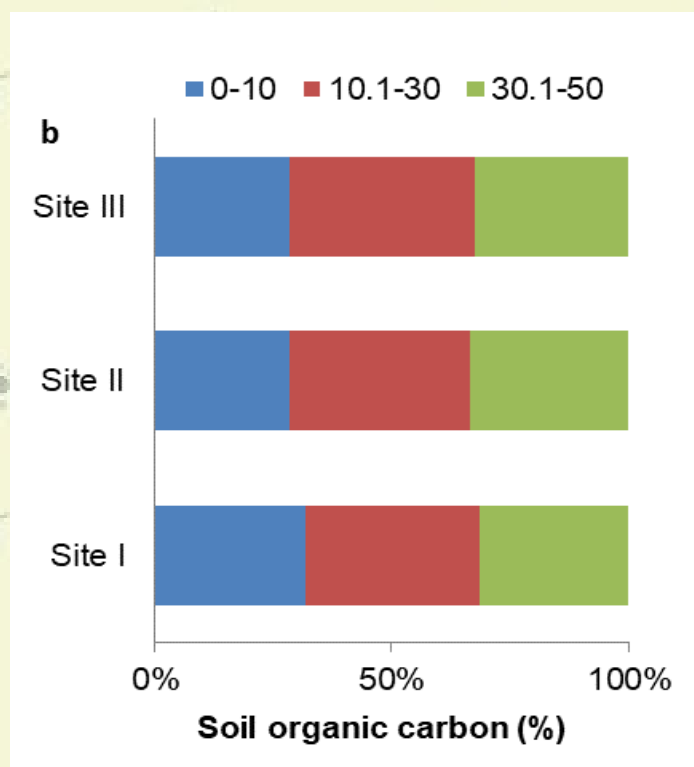 0-10 10.1-30 30.1-50
b
Site III
Site II
Site I
0% 50% 100%
Soil organic carbon (%)